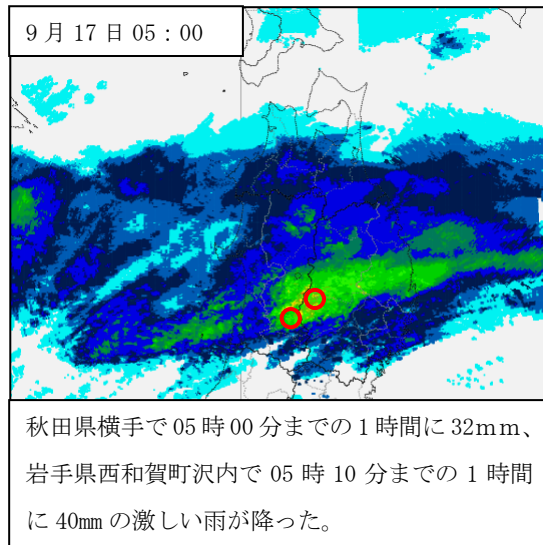 9月17日05：00
秋田県横手で05時00分までの1時間に32mm、
岩手県西和賀町沢内で05時10分までの1時間
に40㎜の激しい雨が降った。